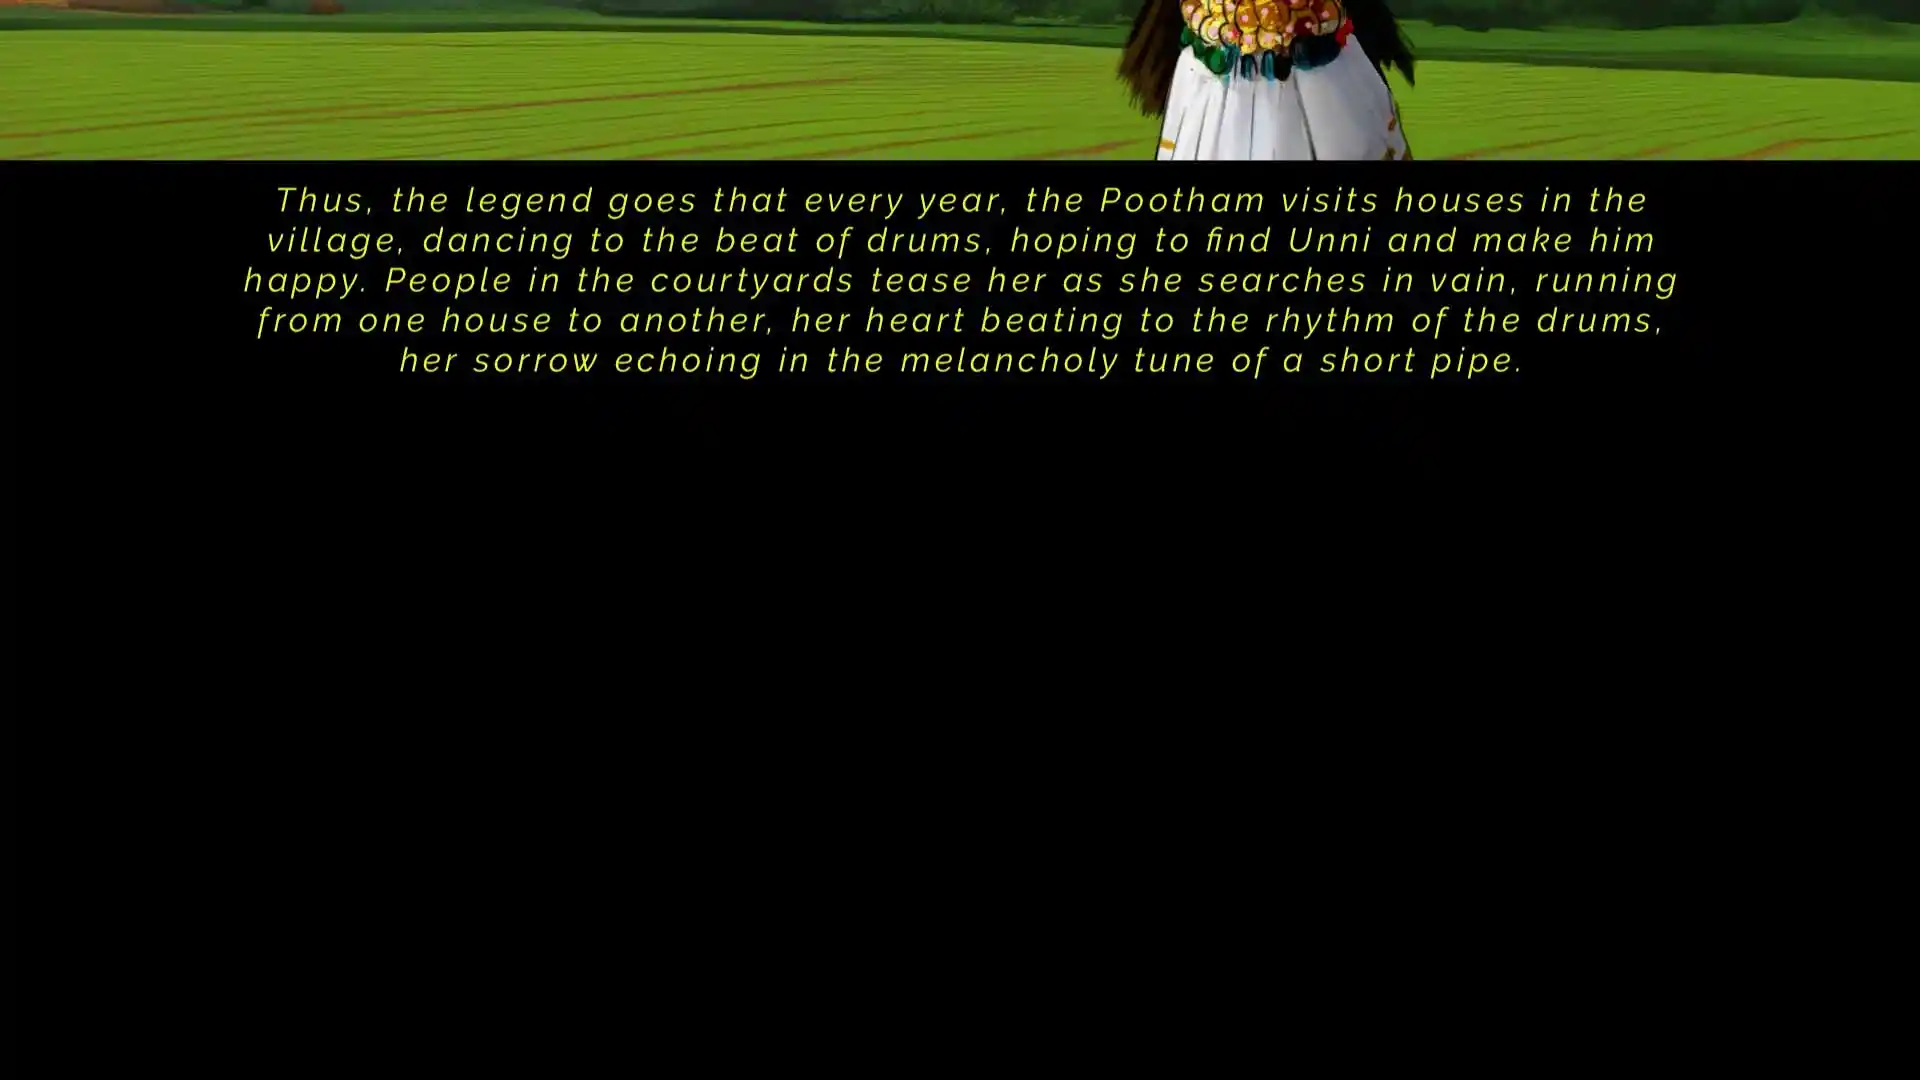 Thus, the legend goes that every year, the Pootham visits houses in the
village, dancing to the beat of drums, hoping to find Unni and make him
happy. People in the courtyards tease her as she searches in vain, running
from one house to another, her heart beating to the rhythm of the drums,
her sorrow echoing in the melancholy tune of a short pipe.